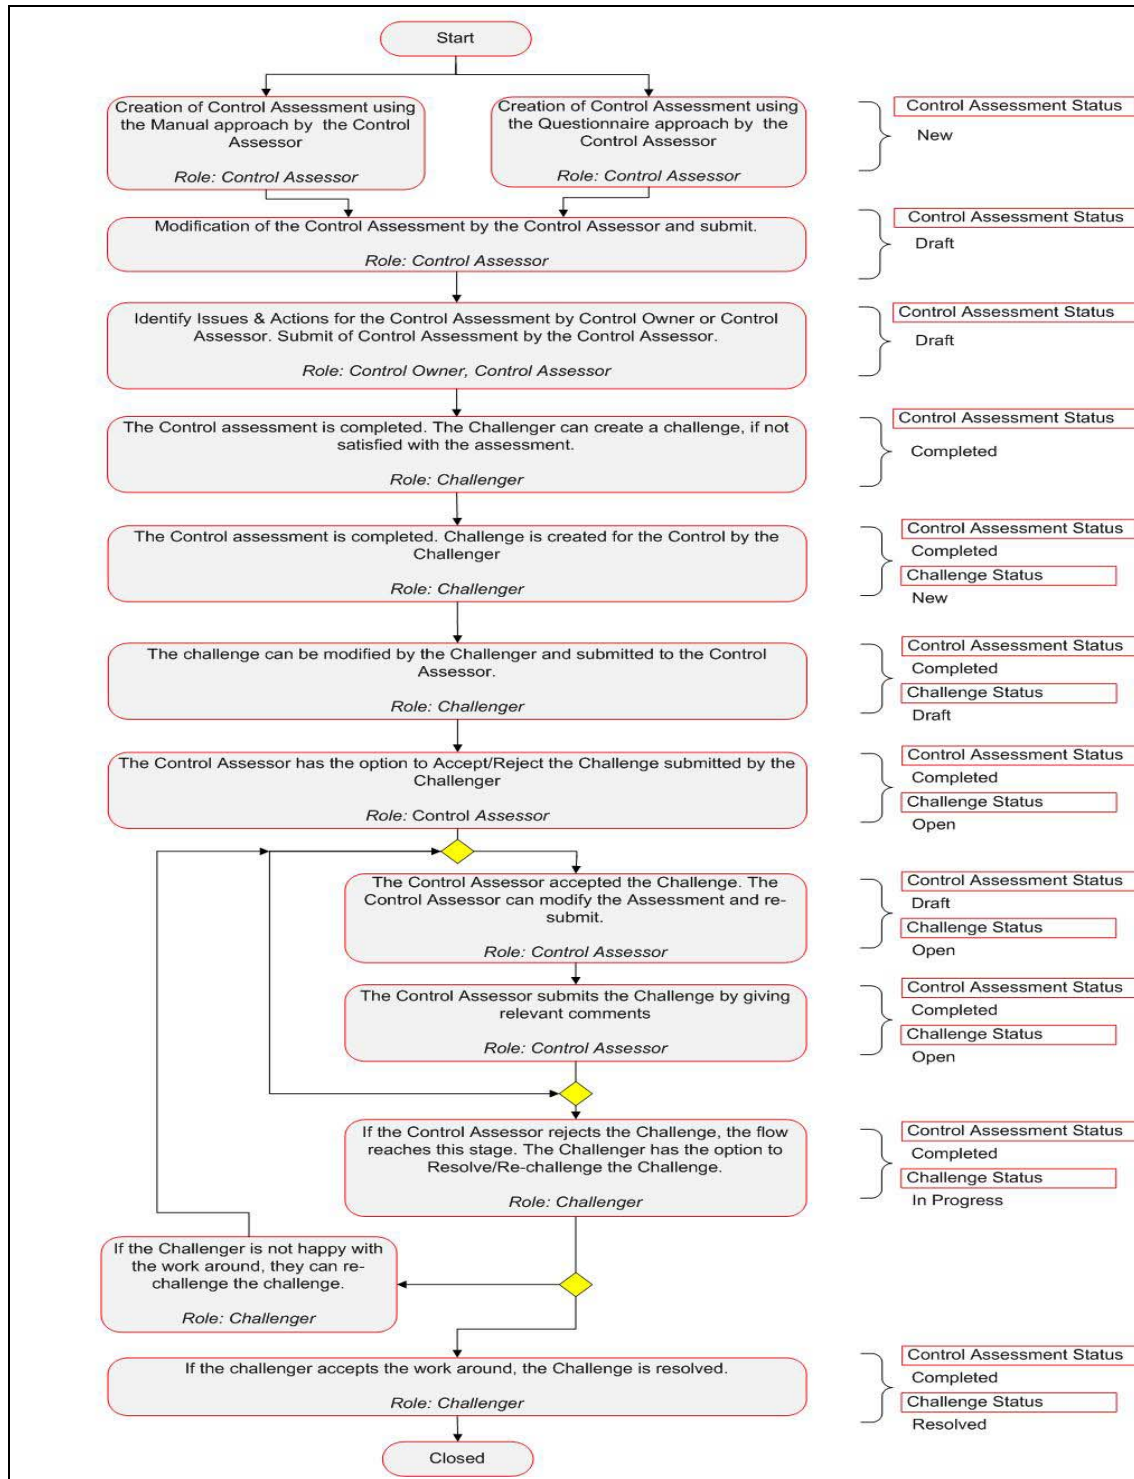 Start
Creation of Control Assessment using
the Manual approach by  the Control
Assessor
Role: Control Assessor
Creation of Control Assessment using
the Questionnaire approach by  the
Control Assessor
Role: Control Assessor
Control Assessment Status
New
Modification of the Control Assessment by the Control Assessor and submit.
Role: Control Assessor
Control Assessment Status
Draft
Identify Issues & Actions for the Control Assessment by Control Owner or Control
Assessor. Submit of Control Assessment by the Control Assessor.
Role: Control Owner, Control Assessor
Control Assessment Status
Draft
The Control assessment is completed. The Challenger can create a challenge, if not
satisfied with the assessment.
Role: Challenger
Control Assessment Status
Completed
The Control assessment is completed. Challenge is created for the Control by the
Challenger
Role: Challenger
Control Assessment Status
Completed
Challenge Status
New
The challenge can be modified by the Challenger and submitted to the Control
Assessor.
Role: Challenger
Control Assessment Status
Completed
Challenge Status
Draft
The Control Assessor has the option to Accept/Reject the Challenge submitted by the
Challenger
Role: Control Assessor
Control Assessment Status
Completed
Challenge Status
Open
The Control Assessor accepted the Challenge. The
Control Assessor can modify the Assessment and re-
submit.
Role: Control Assessor
Control Assessment Status
Draft
Challenge Status
Open
The Control Assessor submits the Challenge by giving
relevant comments
Role: Control Assessor
Control Assessment Status
Completed
Challenge Status
Open
If the Control Assessor rejects the Challenge, the flow
reaches this stage. The Challenger has the option to
Resolve/Re-challenge the Challenge.
Role: Challenger
Control Assessment Status
Completed
Challenge Status
In Progress
If the Challenger is not happy with
the work around, they can re-
challenge the challenge.
Role: Challenger
If the challenger accepts the work around, the Challenge is resolved.
Role: Challenger
Control Assessment Status
Completed
Challenge Status
Resolved
Closed